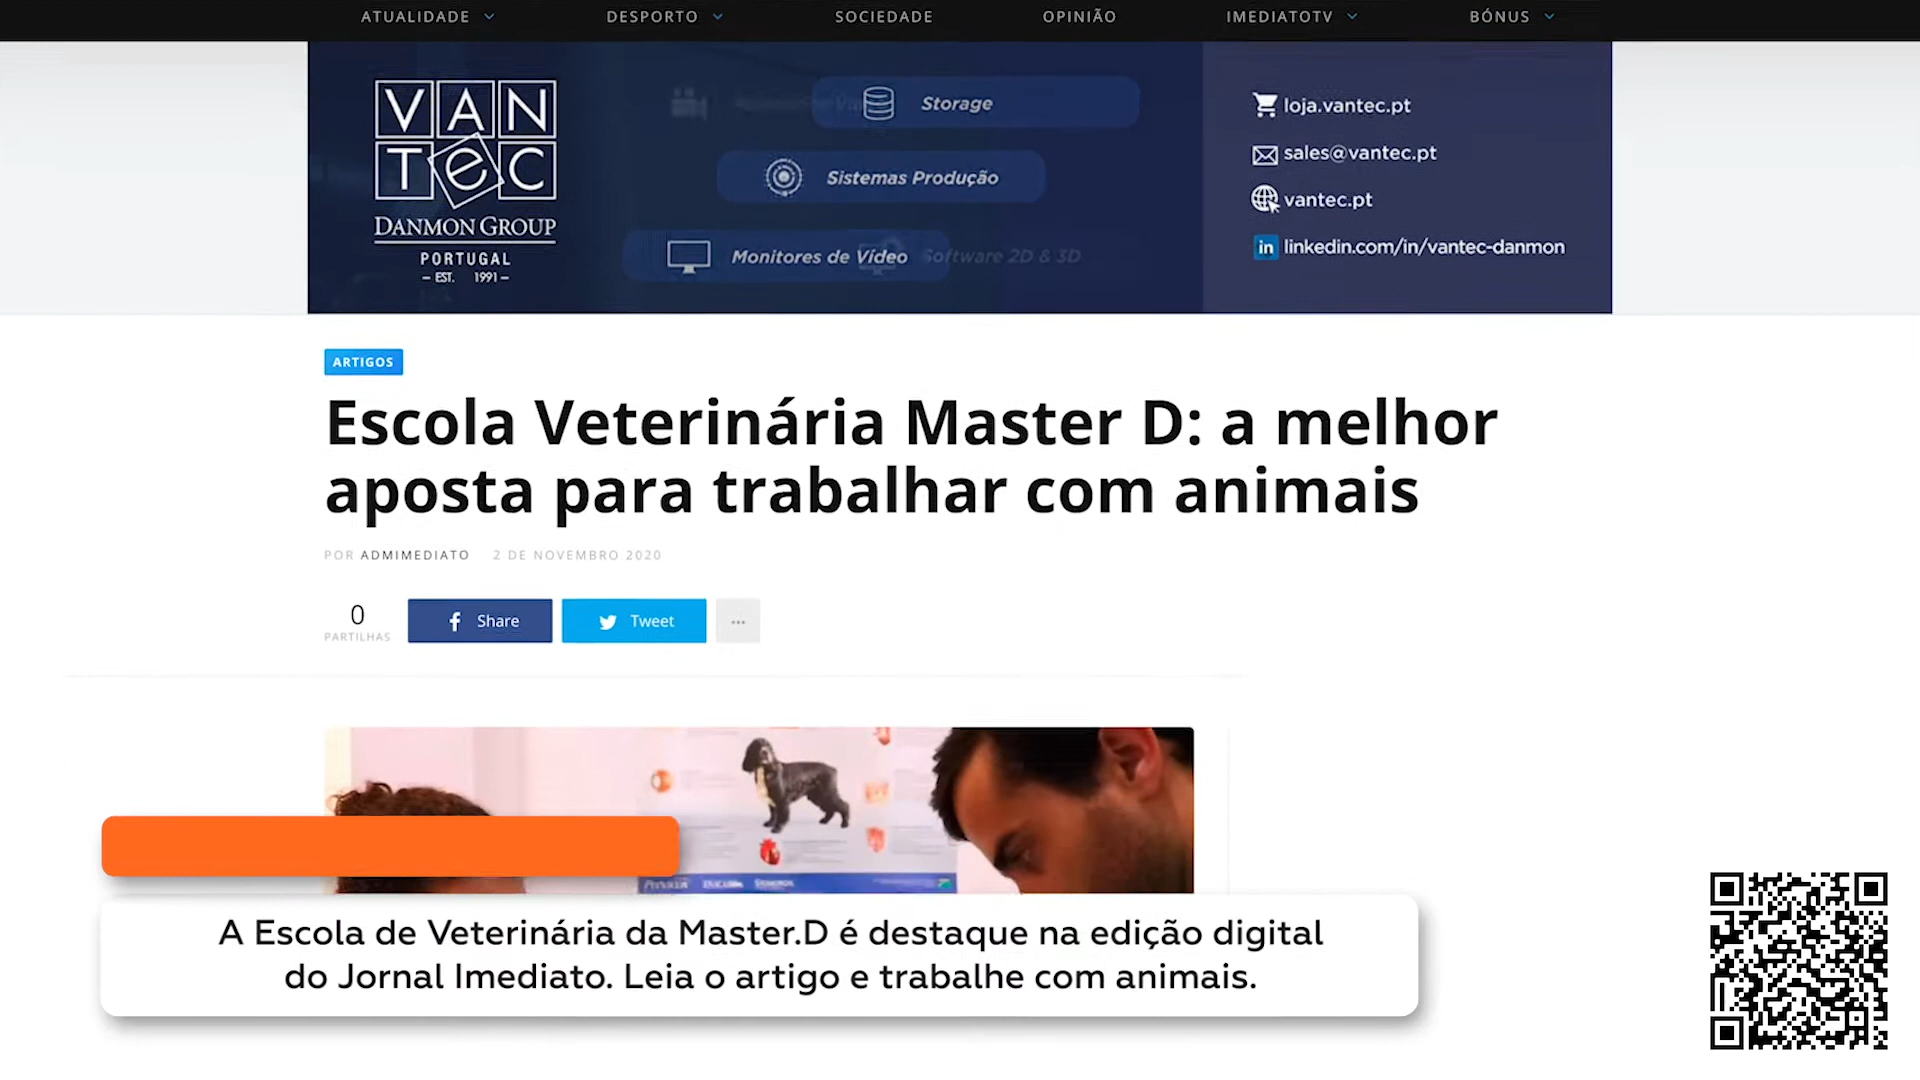 ATUALIDADE DESPORTO SOCIEDADE OPINIÃO IMEDIATOTV BÓNUS
VAN
TEC
DANMON GROUP
PORTUGAL
– EST. 1991 –
Storage
Sistemas Produção
Monitores de Vídeo Software 2D & 3D
loja.vantec.pt
sales@vantec.pt
vantec.pt
in linkedin.com/in/vantec-danmon
ARTIGOS
Escola Veterinária Master D: a melhor
aposta para trabalhar com animais
POR ADMIMEDIATO 2 DE NOVEMBRO 2020
0
PARTILHAS
Share
Tweet
A Escola de Veterinária da Master.D é destaque na edição digital
do Jornal Imediato. Leia o artigo e trabalhe com animais.